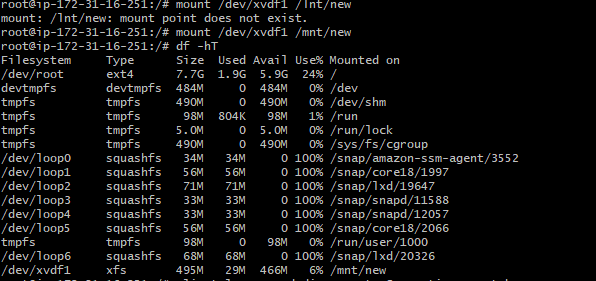 root@ip-172-31-16-251:/# mount /dev/xvdf1 /lnt/new
mount: /lnt/new: mount point does not exist.
root@ip-172-31-16-251:/# mount /dev/xvdf1 /mnt/new
root@ip-172-31-16-251:/# df -hT
Filesystem Type Size Used Avail Use% Mounted on
/dev/root ext4 7.7G 1.9G 5.9G 24% /
devtmpfs devtmpfs 484M 0 484M 0% /dev
tmpfs tmpfs 490M 0 490M 0% /dev/shm
tmpfs tmpfs 98M 804K 98M 1% /run
tmpfs tmpfs 5.0M 0 5.0M 0% /run/lock
tmpfs tmpfs 490M 0 490M 0% /sys/fs/cgroup
/dev/loop0 squashfs 34M 34M 0 100% /snap/amazon-ssm-agent/3552
/dev/loop1 squashfs 56M 56M 0 100% /snap/core18/1997
/dev/loop2 squashfs 71M 71M 0 100% /snap/lxd/19647
/dev/loop3 squashfs 33M 33M 0 100% /snap/snapd/11588
/dev/loop4 squashfs 33M 33M 0 100% /snap/snapd/12057
/dev/loop5 squashfs 56M 56M 0 100% /snap/core18/2066
tmpfs tmpfs 98M 0 98M 0% /run/user/1000
/dev/loop6 squashfs 68M 68M 0 100% /snap/lxd/20326
/dev/xvdf1 xfs 495M 29M 466M 6% /mnt/new